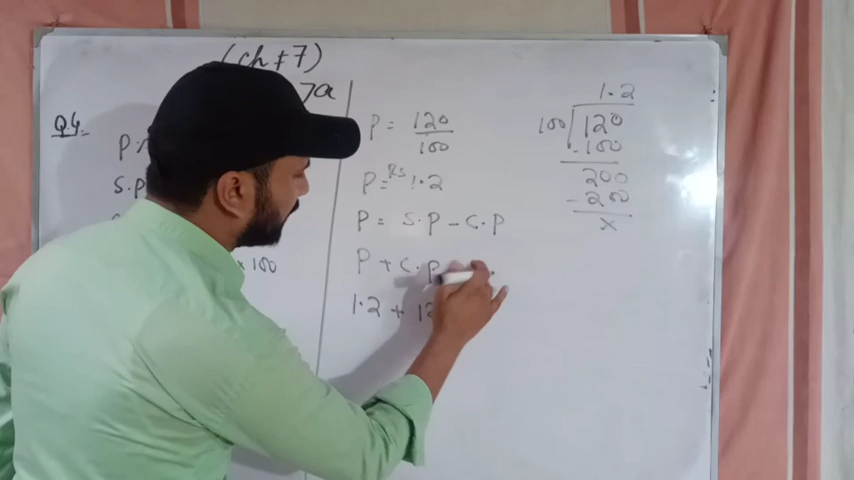 (ch # 7)
7a
Q4.
P.
S.P
+ 100
P = 120
100
P = Rs 1.2
P = S.P - C.P
P + C.P
1.2 + 12
1.2
100 120
- 100
200
- 200
x